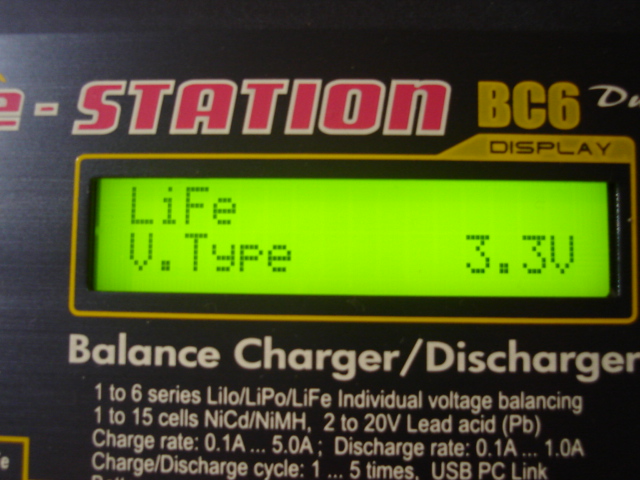 e-STATION BC6
DISPLAY
LiFe
V.Type 3.3V
Balance Charger/Discharger
1 to 6 series LiIo/LiPo/LiFe Individual voltage balancing
1 to 15 cells NiCd/NiMH, 2 to 20V Lead acid (Pb)
Charge rate: 0.1A ... 5.0A ; Discharge rate: 0.1A ... 1.0A
Charge/Discharge cycle: 1 ... 5 times, USB PC Link